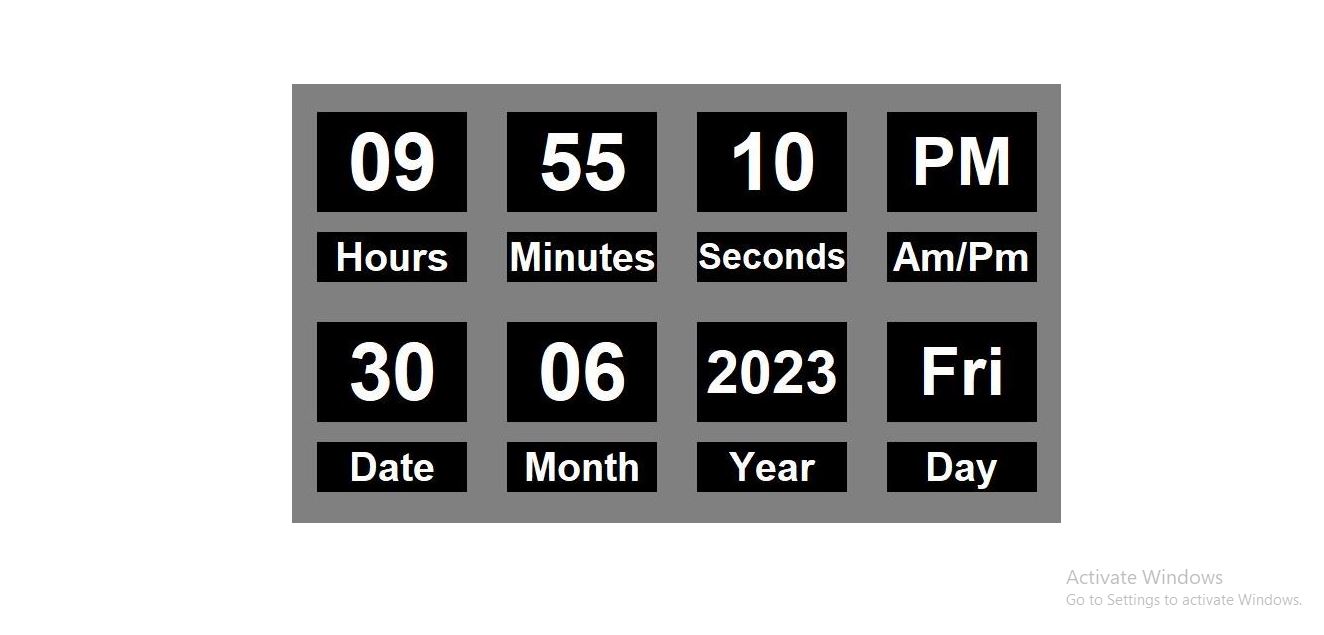 09 55 10 PM
Hours Minutes Seconds Am/Pm
30 06 2023 Fri
Date Month Year Day
Activate Windows
Go to Settings to activate Windows.